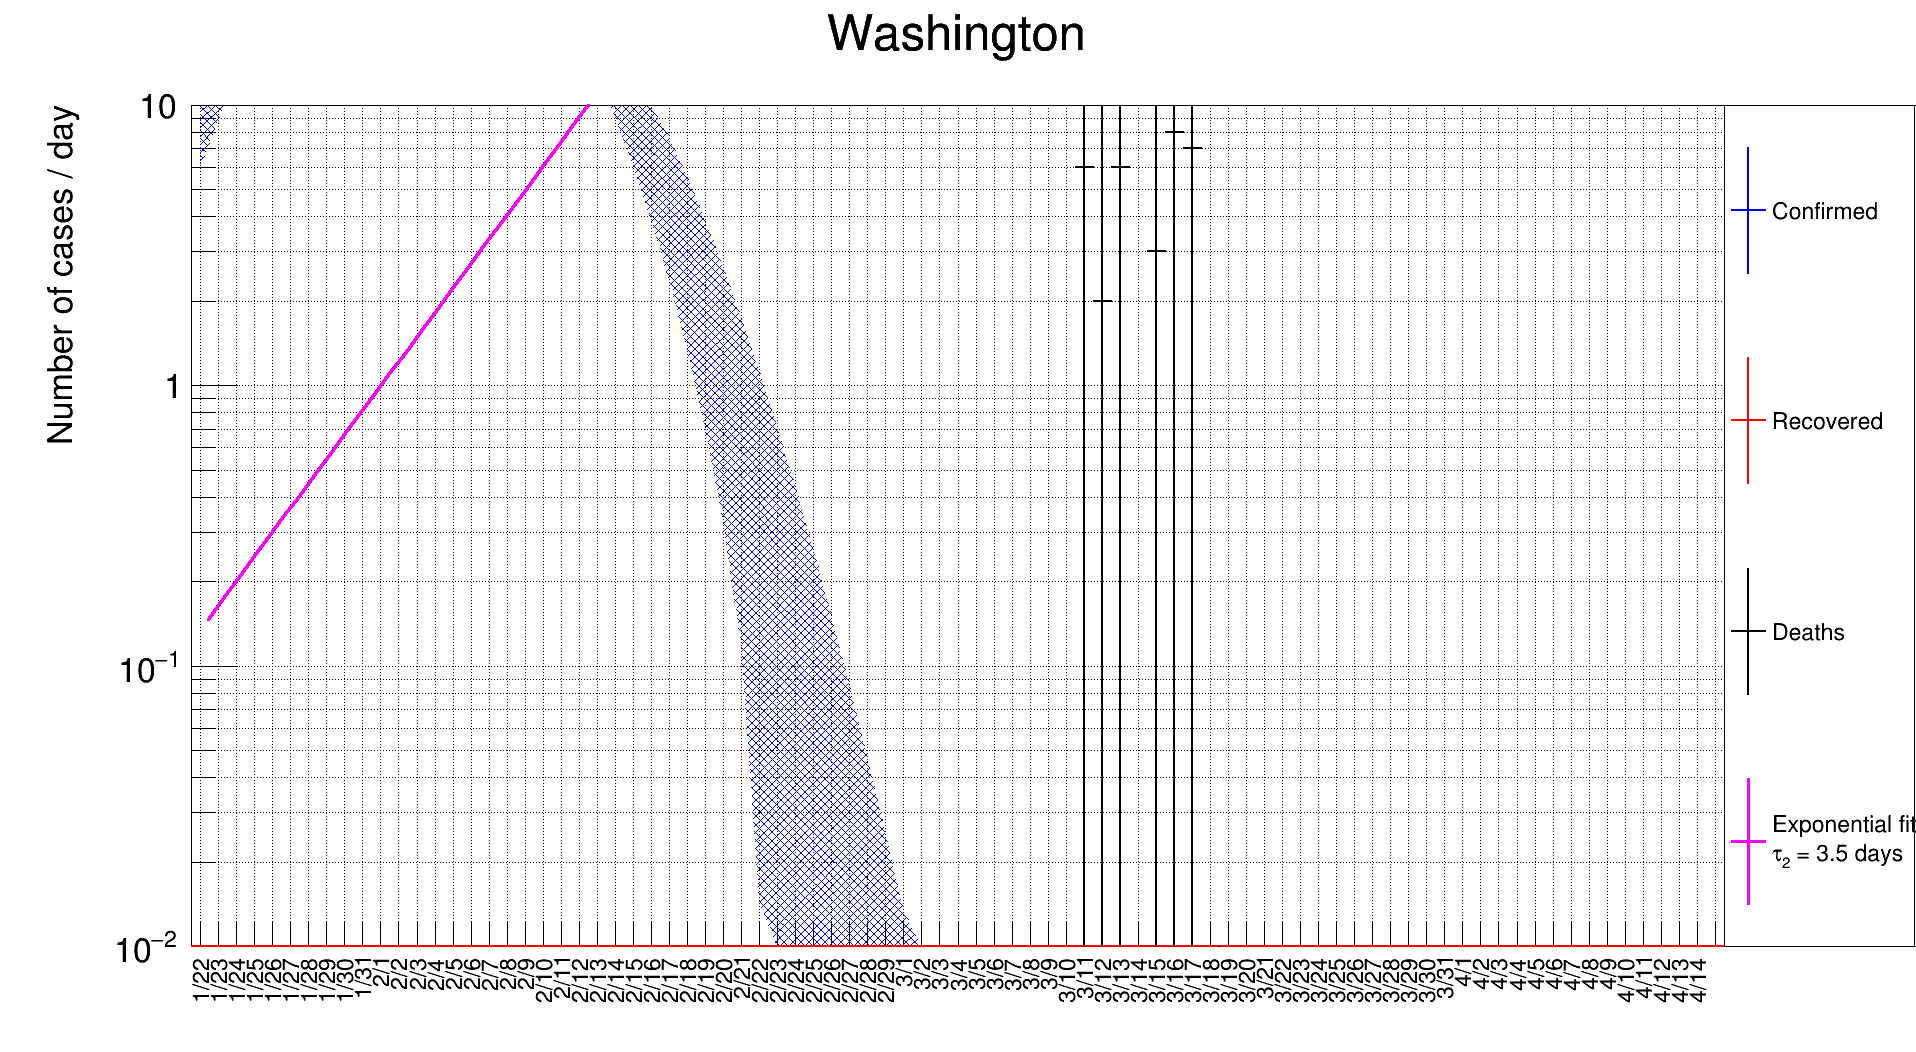 Washington
Number of cases / day
10
1
10⁻¹
10⁻²
1/22 1/23 1/24 1/25 1/26 1/27 1/28 1/29 1/30 1/31 2/1 2/2 2/3 2/4 2/5 2/6 2/7 2/8 2/9 2/10 2/11 2/12 2/13 2/14 2/15 2/16 2/17 2/18 2/19 2/20 2/21 2/22 2/23 2/24 2/25 2/26 2/27 2/28 2/29 3/1 3/2 3/3 3/4 3/5 3/6 3/7 3/8 3/9 3/10 3/11 3/12 3/13 3/14 3/15 3/16 3/17 3/18 3/19 3/20 3/21 3/22 3/23 3/24 3/25 3/26 3/27 3/28 3/29 3/30 3/31 4/1 4/2 4/3 4/4 4/5 4/6 4/7 4/8 4/9 4/10 4/11 4/12 4/13 4/14
Confirmed
Recovered
Deaths
Exponential fit
τ₂ = 3.5 days